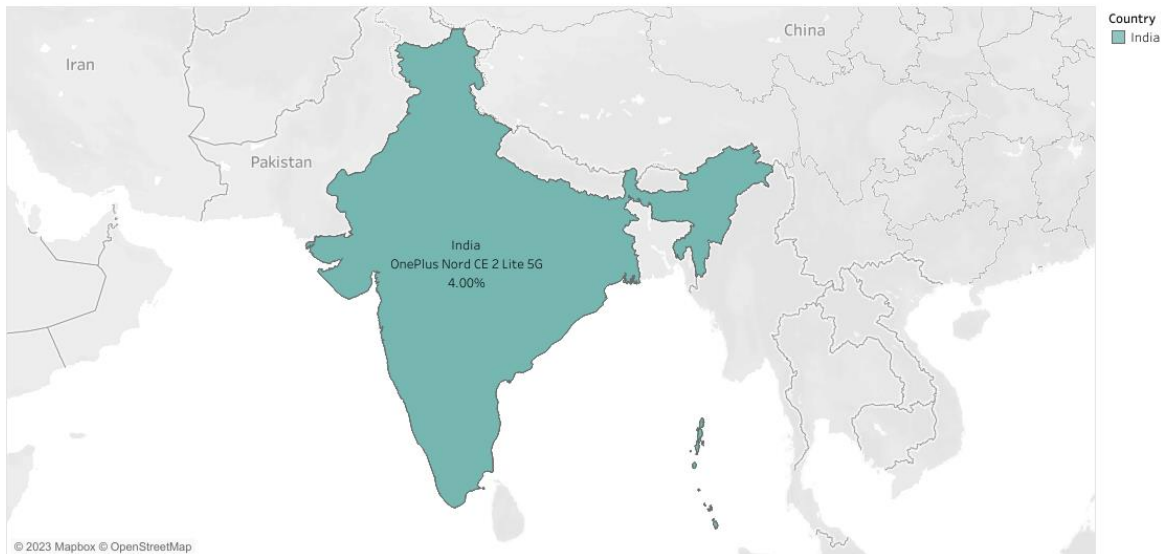 China
Iran
Pakistan
India
OnePlus Nord CE 2 Lite 5G
4.00%
© 2023 Mapbox © OpenStreetMap
Country
India